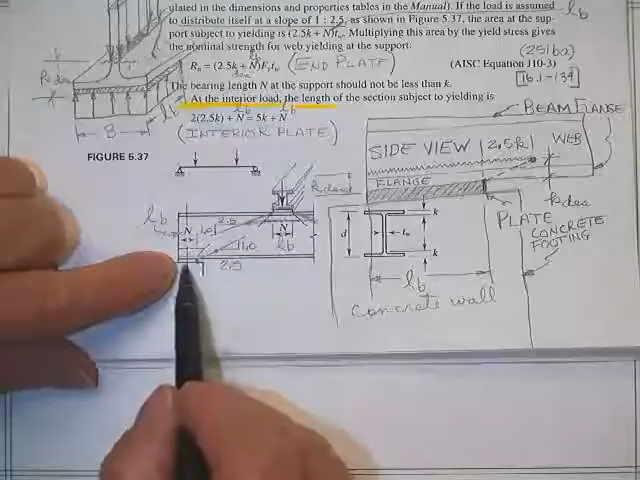 ulated in the dimensions and properties tables in the Manual). If the load is assumed
to distribute itself at a slope of 1 : 2.5, as shown in Figure 5.37, the area at the sup-
port subject to yielding is (2.5k + N)tw. Multiplying this area by the yield stress gives
the nominal strength for web yielding at the support:
Rn = (2.5k + N)Fytw (END PLATE) (AISC Equation J10-3)
lb
des
(251ba)
[16.1-134]
The bearing length N at the support should not be less than k.
At the interior load, the length of the section subject to yielding is
lb lb
2(2.5k) + N = 5k + N
(INTERIOR PLATE)
B
FIGURE 5.37
BEAM FLANGE
SIDE VIEW
2.5k
WEB
FLANGE
kdes
kdes
PLATE
CONCRETE
FOOTING
lb
N
2.5
1.0
N
lb
2.5
d
tw
k
k
lb
Concrete wall